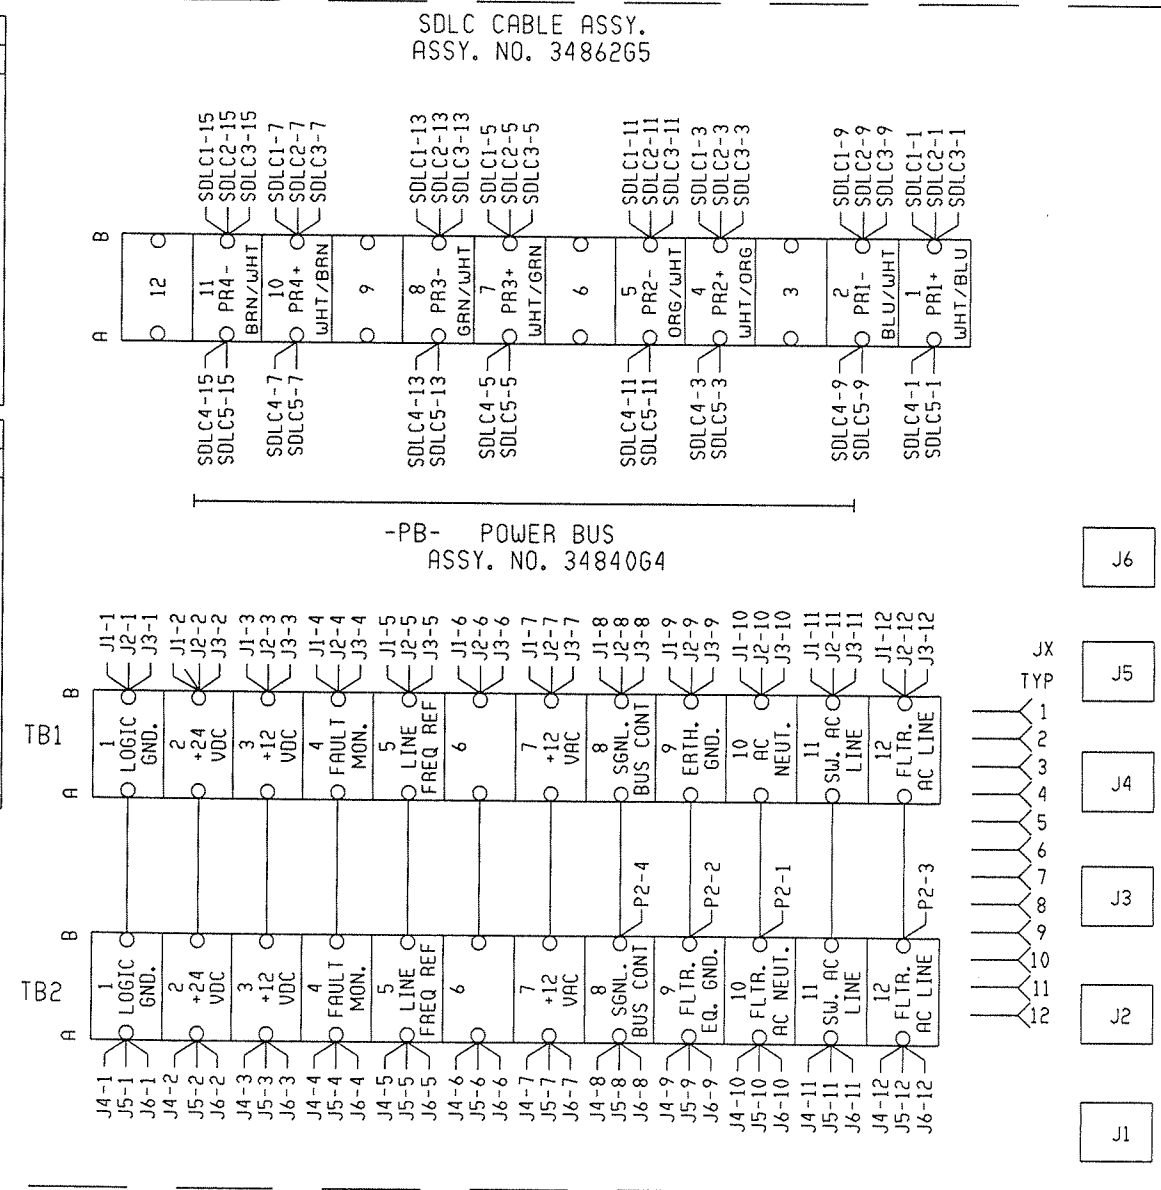 SDLC CABLE ASSY.
ASSY. NO. 34862G5
SDLC1-15
SDLC2-15
SDLC3-15
SDLC1-7
SDLC2-7
SDLC3-7
SDLC1-13
SDLC2-13
SDLC3-13
SDLC1-5
SDLC2-5
SDLC3-5
SDLC1-11
SDLC2-11
SDLC3-11
SDLC1-3
SDLC2-3
SDLC3-3
SDLC1-9
SDLC2-9
SDLC3-9
SDLC1-1
SDLC2-1
SDLC3-1
B
A
12
11
PR4-
BRN/WHT
10
PR4+
WHT/BRN
9
8
PR3-
GRN/WHT
7
PR3+
WHT/GRN
6
5
PR2-
ORG/WHT
4
PR2+
WHT/ORG
3
2
PR1-
BLU/WHT
1
PR1+
WHT/BLU
SDLC4-15
SDLC5-15
SDLC4-7
SDLC5-7
SDLC4-13
SDLC5-13
SDLC4-5
SDLC5-5
SDLC4-11
SDLC5-11
SDLC4-3
SDLC5-3
SDLC4-9
SDLC5-9
SDLC4-1
SDLC5-1
-PB- POWER BUS
ASSY. NO. 34840G4
J1-1
J2-1
J3-1
J1-2
J2-2
J3-2
J1-3
J2-3
J3-3
J1-4
J2-4
J3-4
J1-5
J2-5
J3-5
J1-6
J2-6
J3-6
J1-7
J2-7
J3-7
J1-8
J2-8
J3-8
J1-9
J2-9
J3-9
J1-10
J2-10
J3-10
J1-11
J2-11
J3-11
J1-12
J2-12
J3-12
TB1
B
A
1
LOGIC
GND.
2
+24
VDC
3
+12
VDC
4
FAULT
MON.
5
LINE
FREQ REF
6
7
+12
VAC
8
SGNL.
BUS CONT
9
ERTH.
GND.
10
AC
NEUT.
11
SW. AC
LINE
12
FLTR.
AC LINE
P2-4
P2-2
P2-1
P2-3
TB2
B
A
1
LOGIC
GND.
2
+24
VDC
3
+12
VDC
4
FAULT
MON.
5
LINE
FREQ REF
6
7
+12
VAC
8
SGNL.
BUS CONT
9
FLTR.
EQ. GND.
10
FLTR.
AC NEUT.
11
SW. AC
LINE
12
FLTR.
AC LINE
J4-1
J5-1
J6-1
J4-2
J5-2
J6-2
J4-3
J5-3
J6-3
J4-4
J5-4
J6-4
J4-5
J5-5
J6-5
J4-6
J5-6
J6-6
J4-7
J5-7
J6-7
J4-8
J5-8
J6-8
J4-9
J5-9
J6-9
J4-10
J5-10
J6-10
J4-11
J5-11
J6-11
J4-12
J5-12
J6-12
JX
TYP
1
2
3
4
5
6
7
8
9
10
11
12
J6
J5
J4
J3
J2
J1